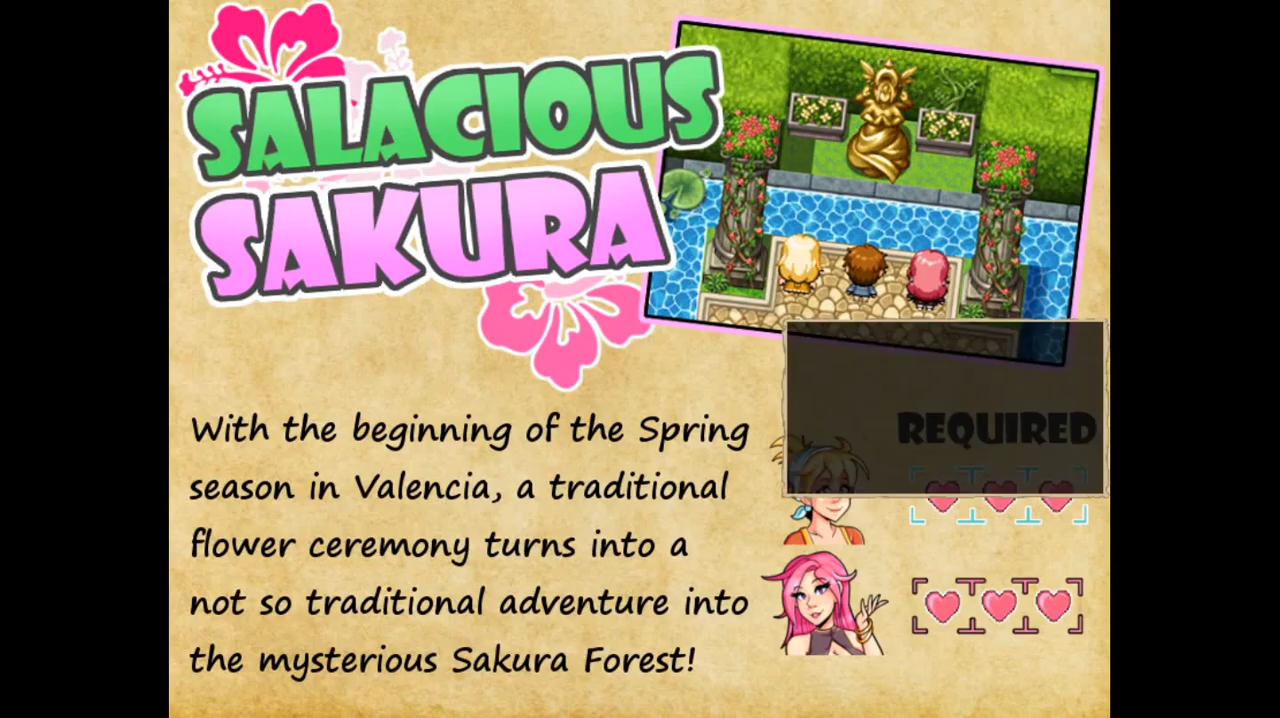 SALACIOUS
SAKURA
REQUIRED
With the beginning of the Spring
season in Valencia, a traditional
flower ceremony turns into a
not so traditional adventure into
the mysterious Sakura Forest!